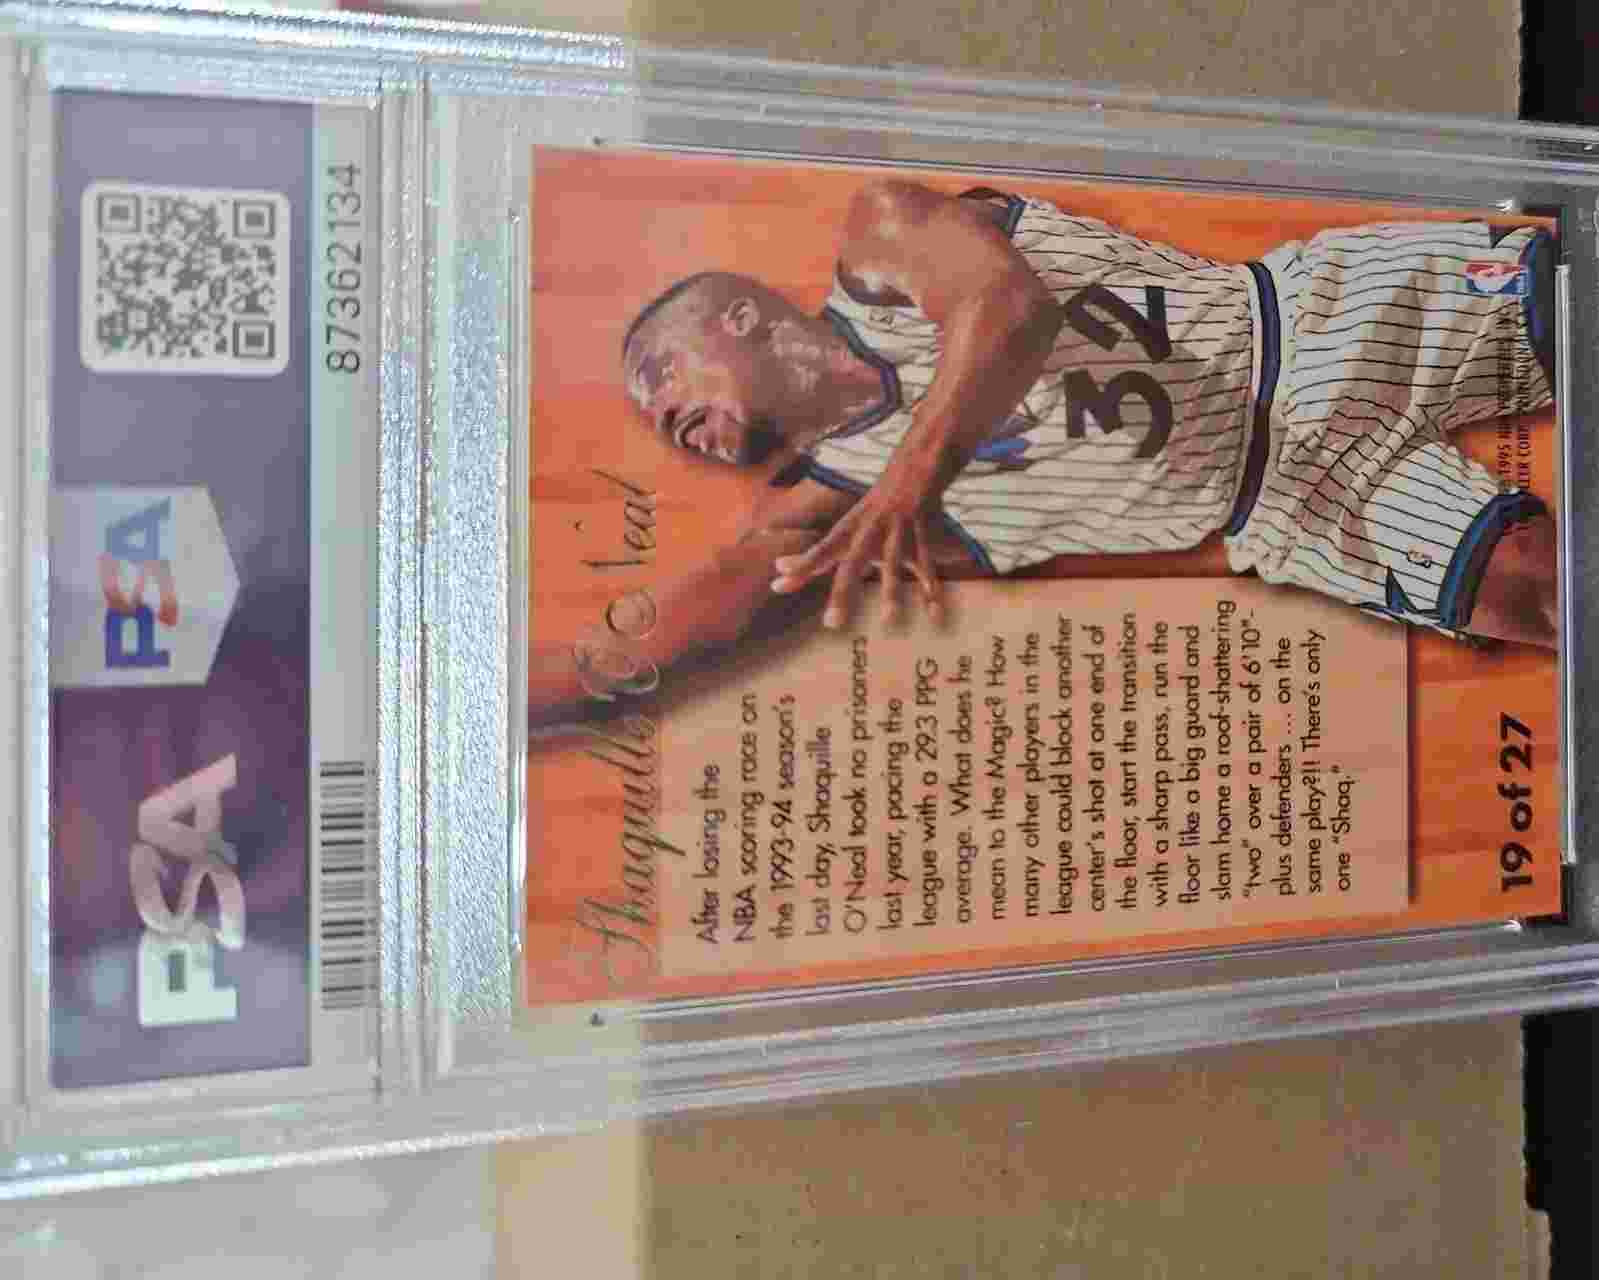 PSA
PSA
87362134
Shaquille O'Neal
After losing the
NBA scoring race on
the 1993-94 season's
last day, Shaquille
O'Neal took no prisoners
last year, pacing the
league with a 29.3 PPG
average. What does he
mean to the Magic? How
many other players in the
league could block another
center's shot at one end of
the floor, start the transition
with a sharp pass, run the
floor like a big guard and
slam home a roof-shattering
"two" over a pair of 6'10"-
plus defenders ... on the
same play?!! There's only
one "Shaq."
32
1995 NBA
19 of 27